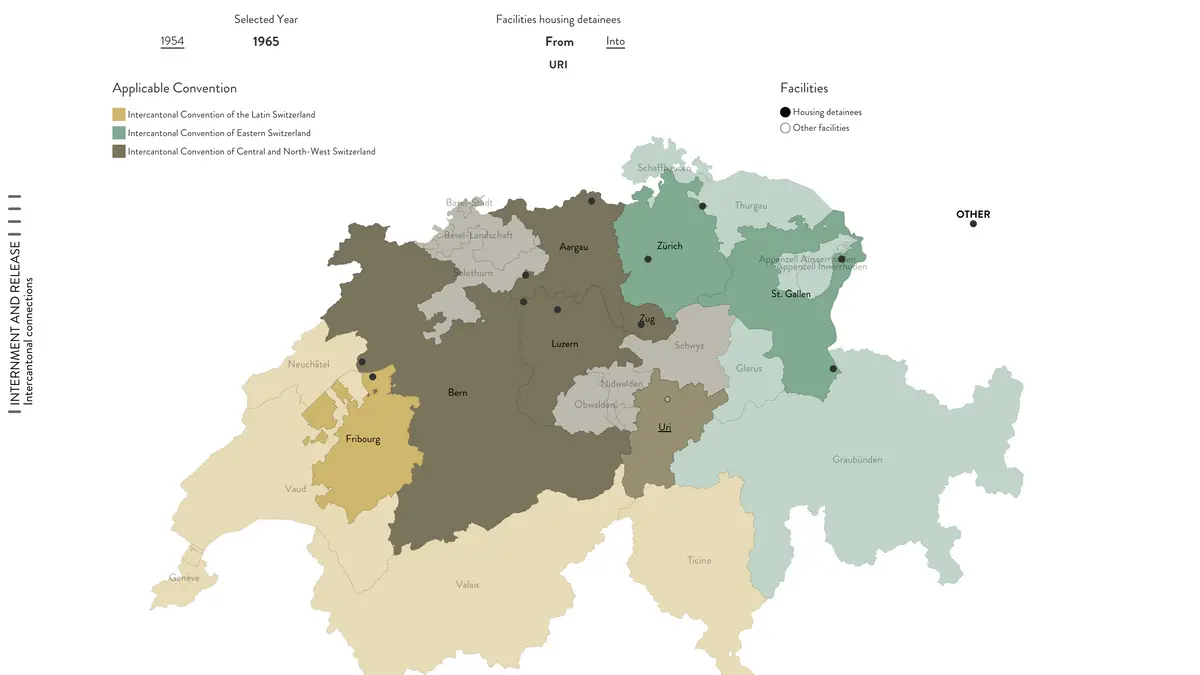 Selected Year
Facilities housing detainees
1954
1965
From
Into
URI
Applicable Convention
Intercantonal Convention of the Latin Switzerland
Intercantonal Convention of Eastern Switzerland
Intercantonal Convention of Central and North-West Switzerland
Facilities
Housing detainees
Other facilities
INTERNMENT AND RELEASE
Intercantonal connections
Schaffhausen
Basel-Stadt
Thurgau
OTHER
Basel-Landschaft
Aargau
Zürich
Appenzell Ausserrhoden
Appenzell Innerrhoden
Solothurn
St. Gallen
Zug
Luzern
Schwyz
Neuchâtel
Glarus
Nidwalden
Bern
Obwalden
Uri
Fribourg
Graubünden
Vaud
Ticino
Genève
Valais